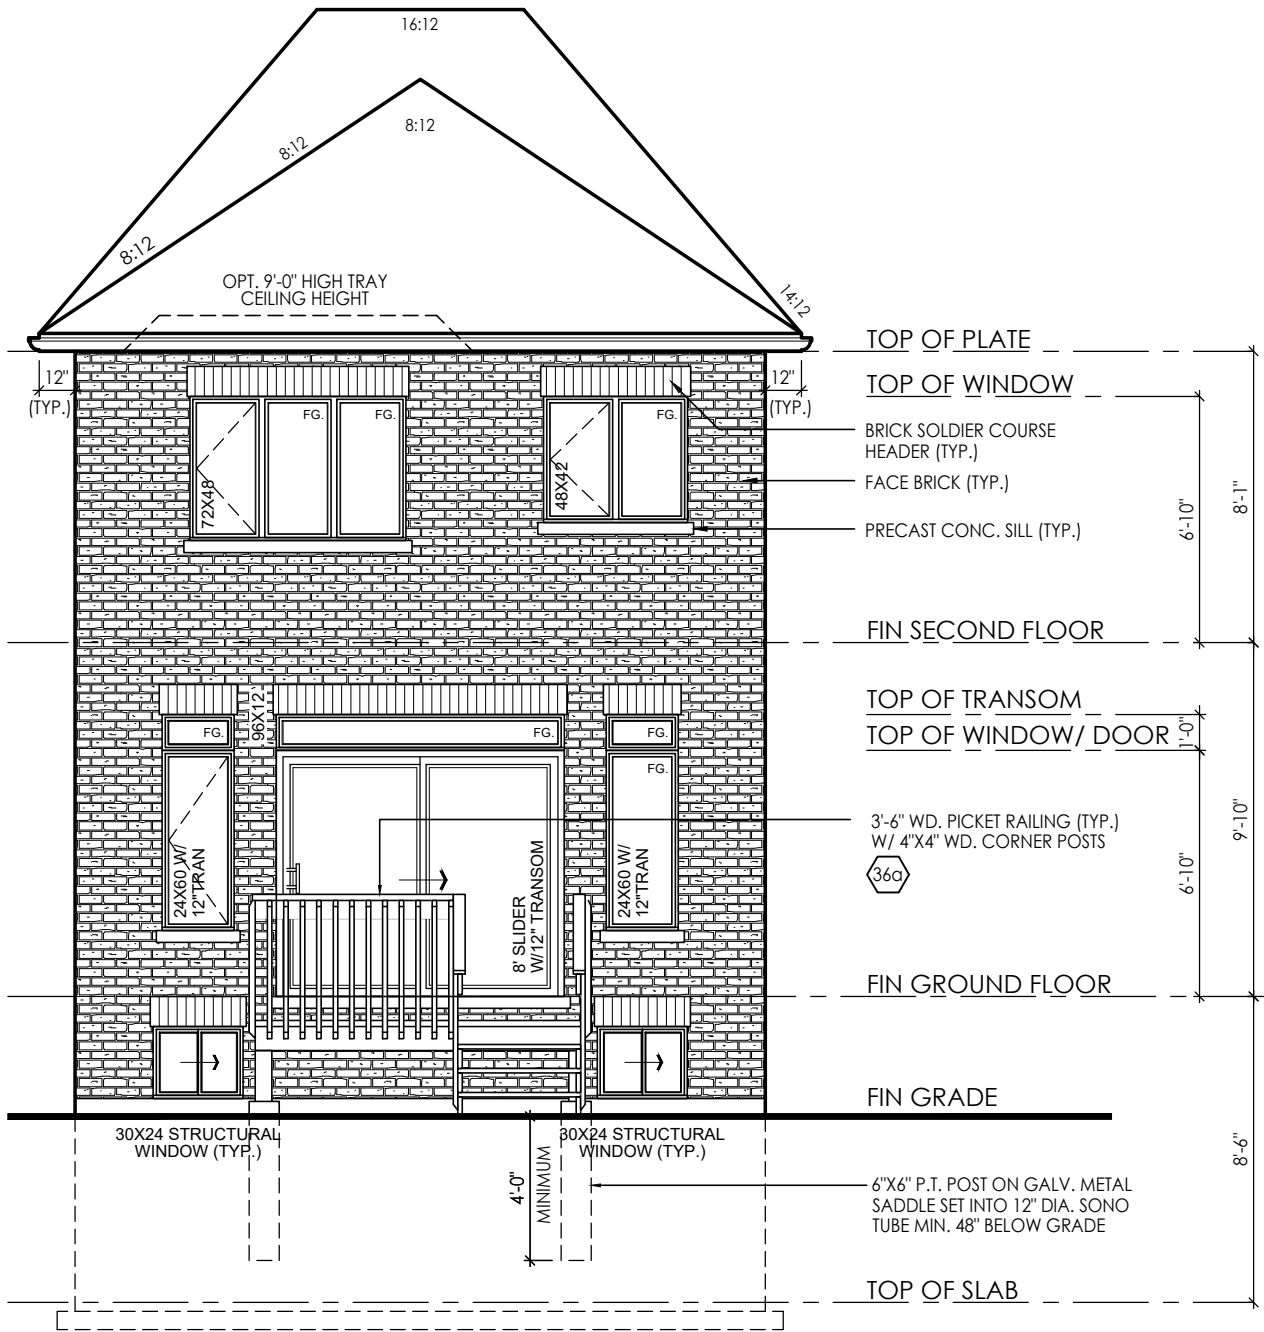 16:12
8:12
8:12
8:12
14:12
OPT. 9'-0" HIGH TRAY
CEILING HEIGHT
TOP OF PLATE
12"
(TYP.)
12"
(TYP.)
TOP OF WINDOW
FG.
FG.
FG.
72X48
48X42
BRICK SOLDIER COURSE
HEADER (TYP.)
FACE BRICK (TYP.)
PRECAST CONC. SILL (TYP.)
6'-10"
8'-1"
FIN SECOND FLOOR
TOP OF TRANSOM
TOP OF WINDOW/ DOOR
1'-0"
96X12
FG.
FG.
FG.
FG.
24X60 W/
12"TRAN
8' SLIDER
W/12" TRANSOM
24X60 W/
12"TRAN
3'-6" WD. PICKET RAILING (TYP.)
W/ 4"X4" WD. CORNER POSTS
36a
6'-10"
9'-10"
FIN GROUND FLOOR
FIN GRADE
30X24 STRUCTURAL
WINDOW (TYP.)
30X24 STRUCTURAL
WINDOW (TYP.)
4'-0"
MINIMUM
6"X6" P.T. POST ON GALV. METAL
SADDLE SET INTO 12" DIA. SONO
TUBE MIN. 48" BELOW GRADE
8'-6"
TOP OF SLAB